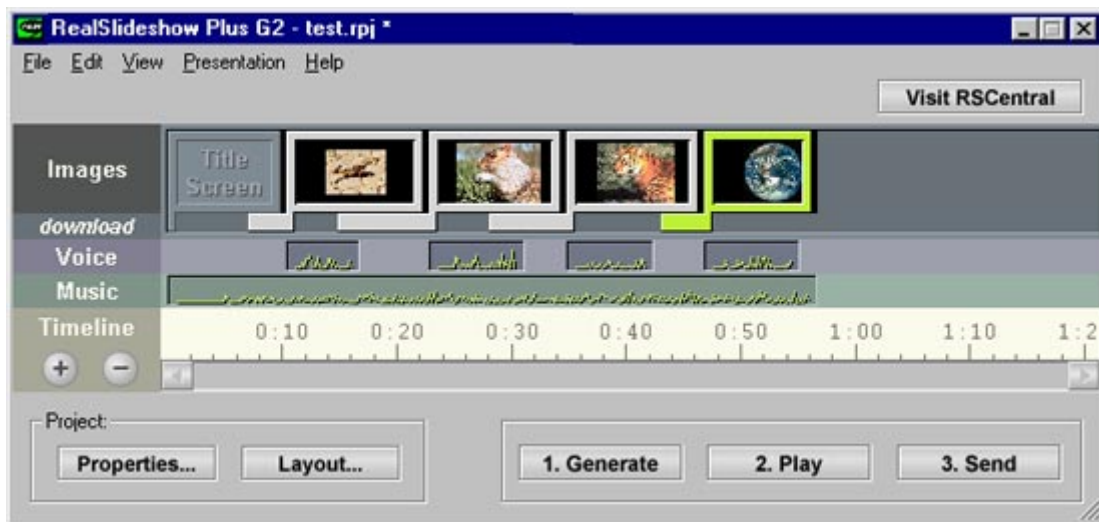 RealSlideshow Plus G2 - test.rpj *
File Edit View Presentation Help
Visit RSCentral
Images
Title
Screen
download
Voice
Music
Timeline
0:10 0:20 0:30 0:40 0:50 1:00 1:10 1:2
Project:
Properties... Layout... 1. Generate 2. Play 3. Send